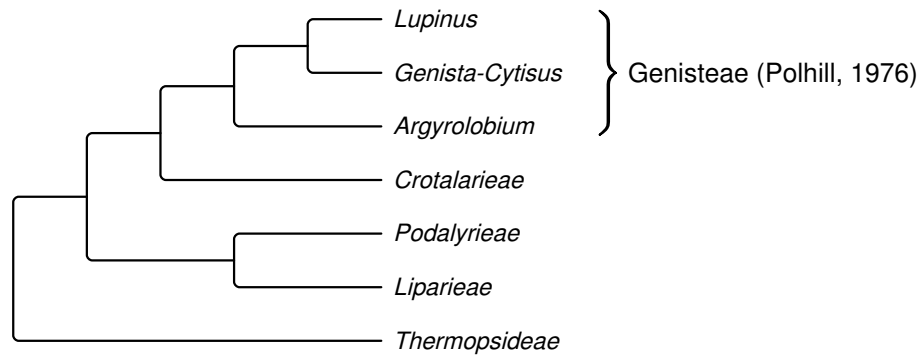 Lupinus
Genista-Cytisus
Genisteae (Polhill, 1976)
Argyrolobium
Crotalarieae
Podalyrieae
Liparieae
Thermopsideae